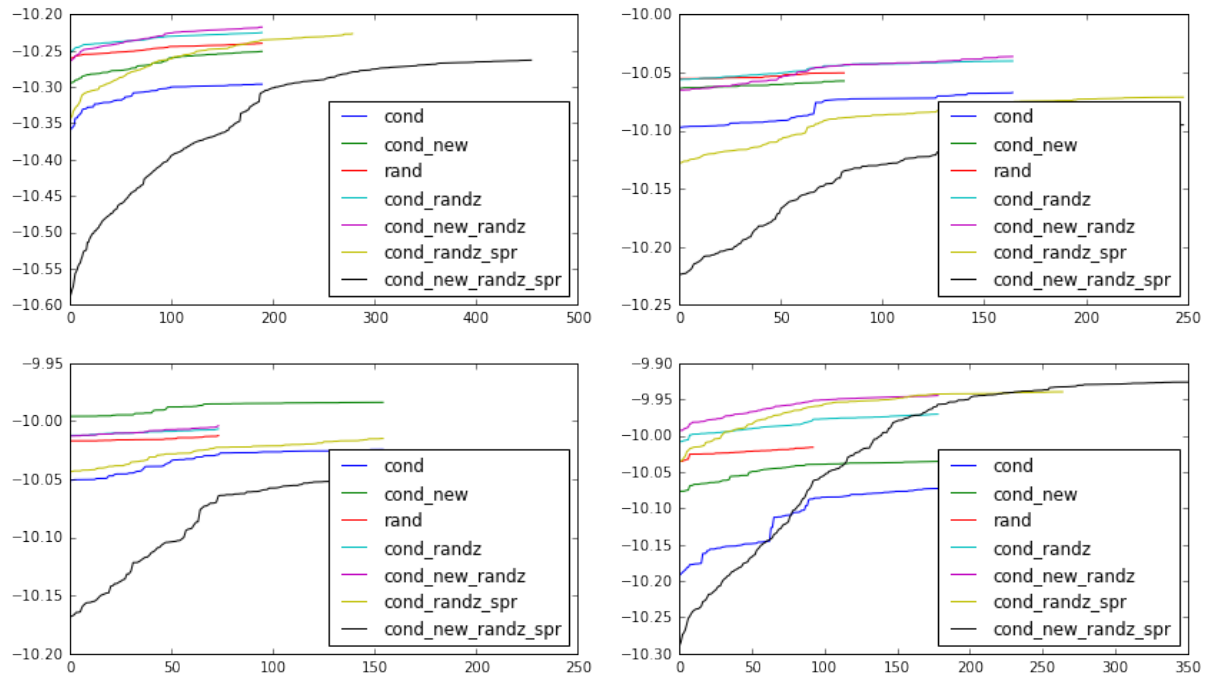 −10.20
−10.25
−10.30
−10.35
−10.40
−10.45
−10.50
−10.55
−10.60
0 100 200 300 400 500
cond
cond_new
rand
cond_randz
cond_new_randz
cond_randz_spr
cond_new_randz_spr
−10.00
−10.05
−10.10
−10.15
−10.20
−10.25
0 50 100 150 200 250
cond
cond_new
rand
cond_randz
cond_new_randz
cond_randz_spr
cond_new_randz_spr
−9.95
−10.00
−10.05
−10.10
−10.15
−10.20
0 50 100 150 200 250
cond
cond_new
rand
cond_randz
cond_new_randz
cond_randz_spr
cond_new_randz_spr
−9.90
−9.95
−10.00
−10.05
−10.10
−10.15
−10.20
−10.25
−10.30
0 50 100 150 200 250 300 350
cond
cond_new
rand
cond_randz
cond_new_randz
cond_randz_spr
cond_new_randz_spr